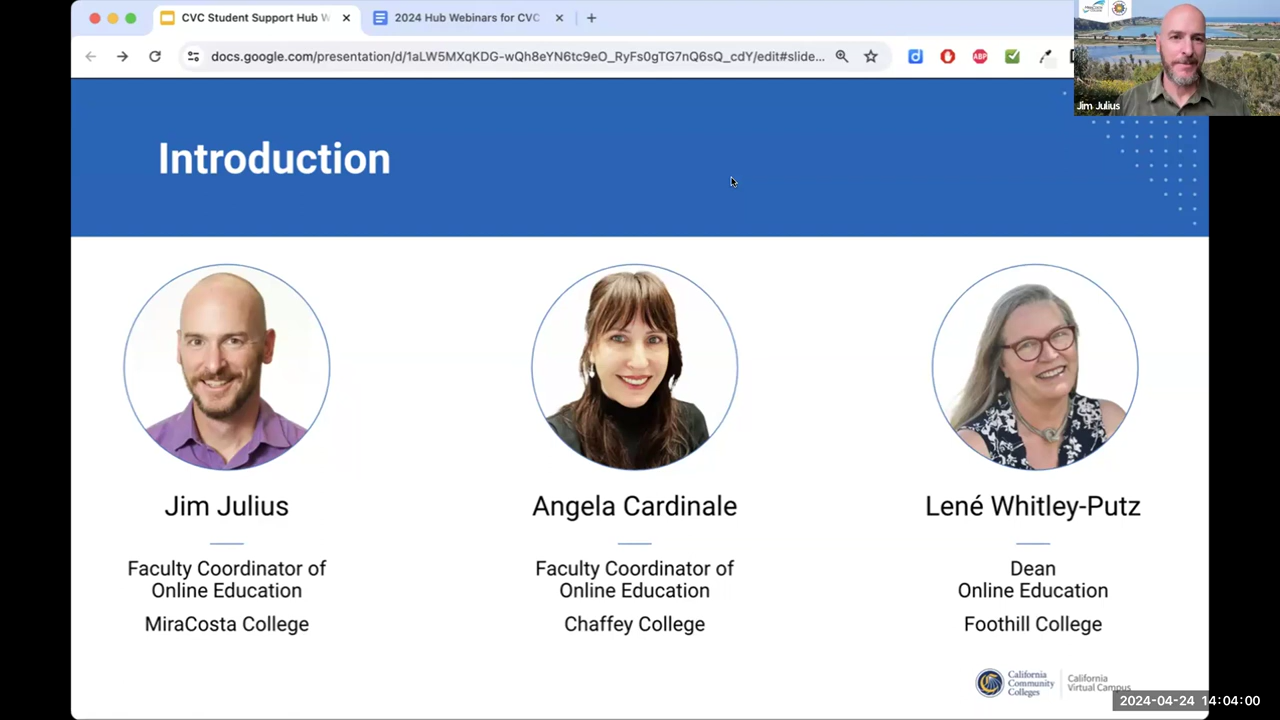 CVC Student Support Hub W
2024 Hub Webinars for CVC
docs.google.com/presentation/d/1aLW5MXqKDG-wQh8eYN6tc9eO_RyFs0gTG7nQ6sQ_cdY/edit#slide...
ABP
Jim Julius
Introduction
Jim Julius
Faculty Coordinator of
Online Education
MiraCosta College
Angela Cardinale
Faculty Coordinator of
Online Education
Chaffey College
Lené Whitley-Putz
Dean
Online Education
Foothill College
California
Community
Colleges
California
Virtual Campus
2024-04-24 14:04:00